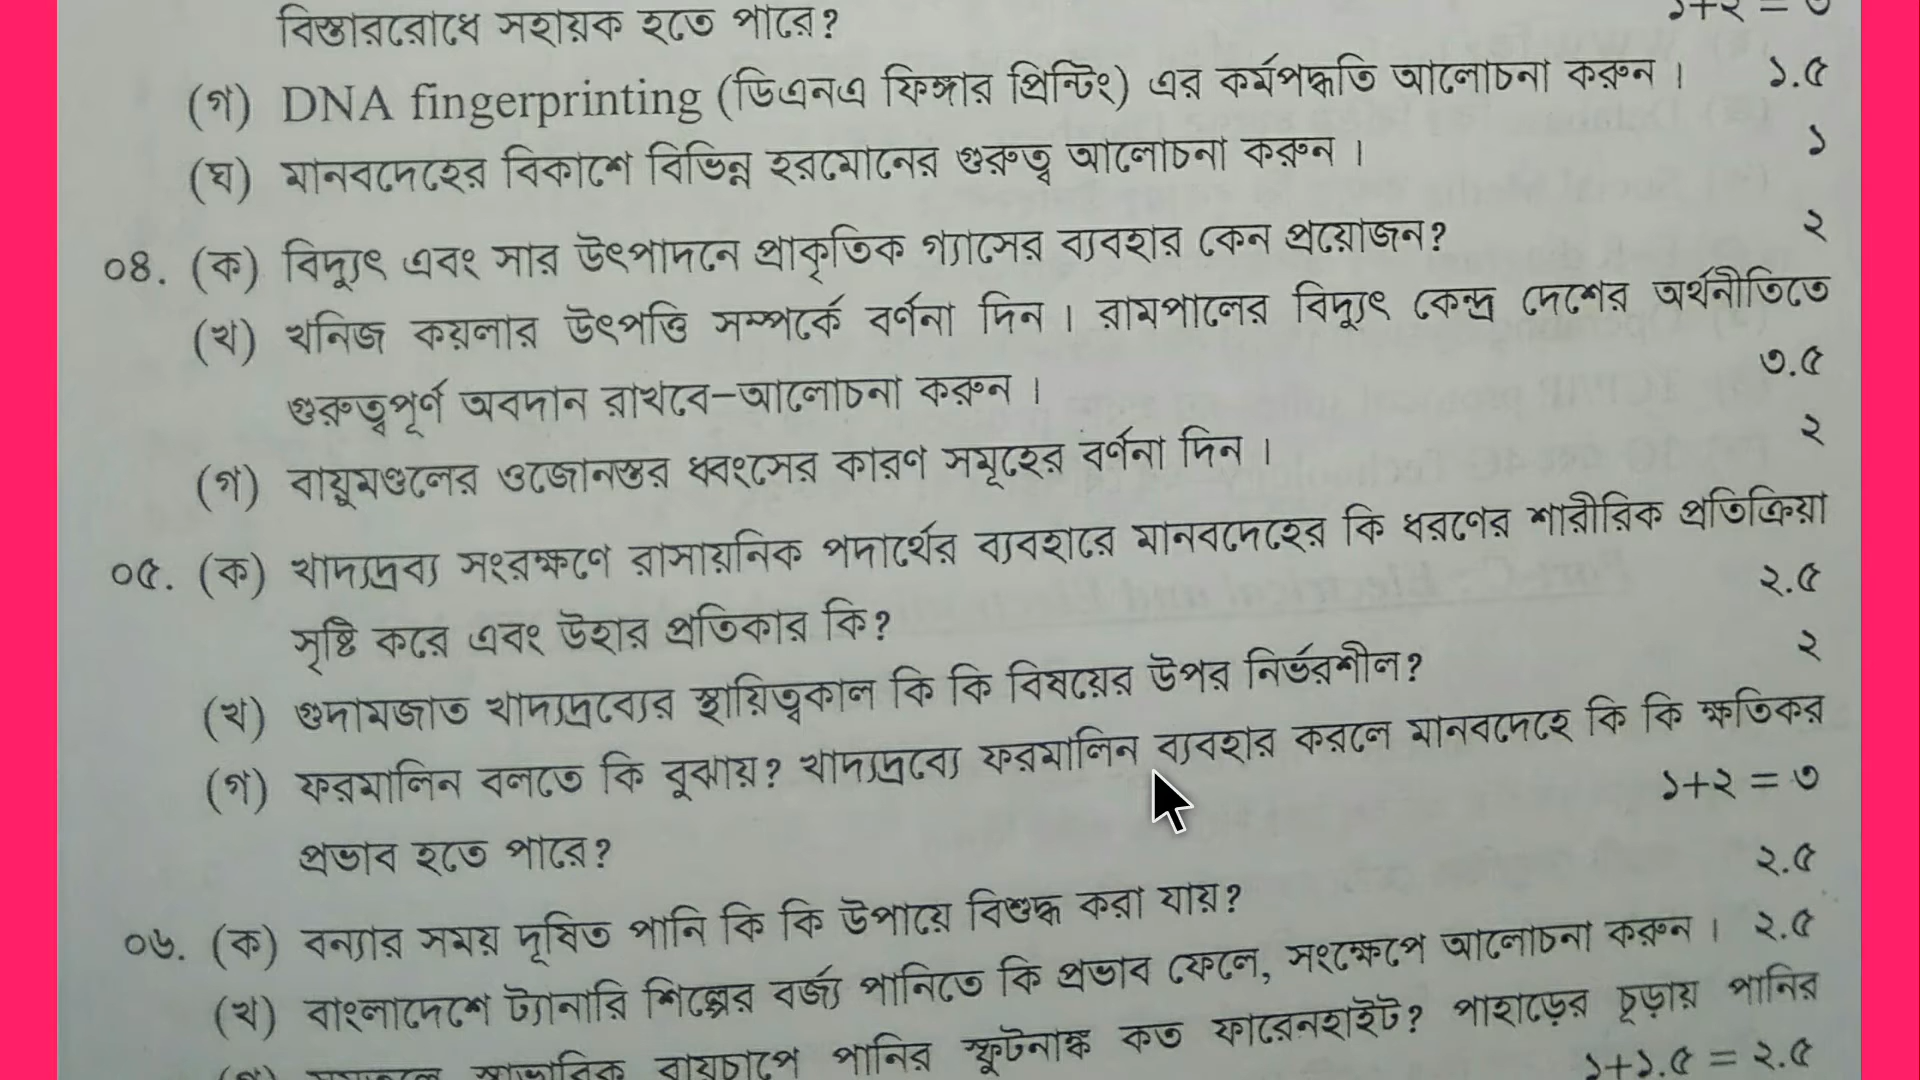 বিস্তাররোধে সহায়ক হতে পারে? ১+২ = ৩
(গ) DNA fingerprinting (ডিএনএ ফিঙ্গার প্রিন্টিং) এর কর্মপদ্ধতি আলোচনা করুন। ১.৫
(ঘ) মানবদেহের বিকাশে বিভিন্ন হরমোনের গুরুত্ব আলোচনা করুন। ১
০৪. (ক) বিদ্যুৎ এবং সার উৎপাদনে প্রাকৃতিক গ্যাসের ব্যবহার কেন প্রয়োজন? ২
(খ) খনিজ কয়লার উৎপত্তি সম্পর্কে বর্ণনা দিন। রামপালের বিদ্যুৎ কেন্দ্র দেশের অর্থনীতিতে
গুরুত্বপূর্ণ অবদান রাখবে–আলোচনা করুন। ৩.৫
(গ) বায়ুমণ্ডলের ওজোনস্তর ধ্বংসের কারণ সমূহের বর্ণনা দিন। ২
০৫. (ক) খাদ্যদ্রব্য সংরক্ষণে রাসায়নিক পদার্থের ব্যবহারে মানবদেহের কি ধরণের শারীরিক প্রতিক্রিয়া
সৃষ্টি করে এবং উহার প্রতিকার কি? ২.৫
(খ) গুদামজাত খাদ্যদ্রব্যের স্থায়িত্বকাল কি কি বিষয়ের উপর নির্ভরশীল? ২
(গ) ফরমালিন বলতে কি বুঝায়? খাদ্যদ্রব্যে ফরমালিন ব্যবহার করলে মানবদেহে কি কি ক্ষতিকর
প্রভাব হতে পারে? ১+২ = ৩
০৬. (ক) বন্যার সময় দূষিত পানি কি কি উপায়ে বিশুদ্ধ করা যায়? ২.৫
(খ) বাংলাদেশে ট্যানারি শিল্পের বর্জ্য পানিতে কি প্রভাব ফেলে, সংক্ষেপে আলোচনা করুন। ২.৫
(গ) সমতলে স্বাভাবিক বায়ুচাপে পানির স্ফুটনাঙ্ক কত ফারেনহাইট? পাহাড়ের চূড়ায় পানির
১+১.৫ = ২.৫